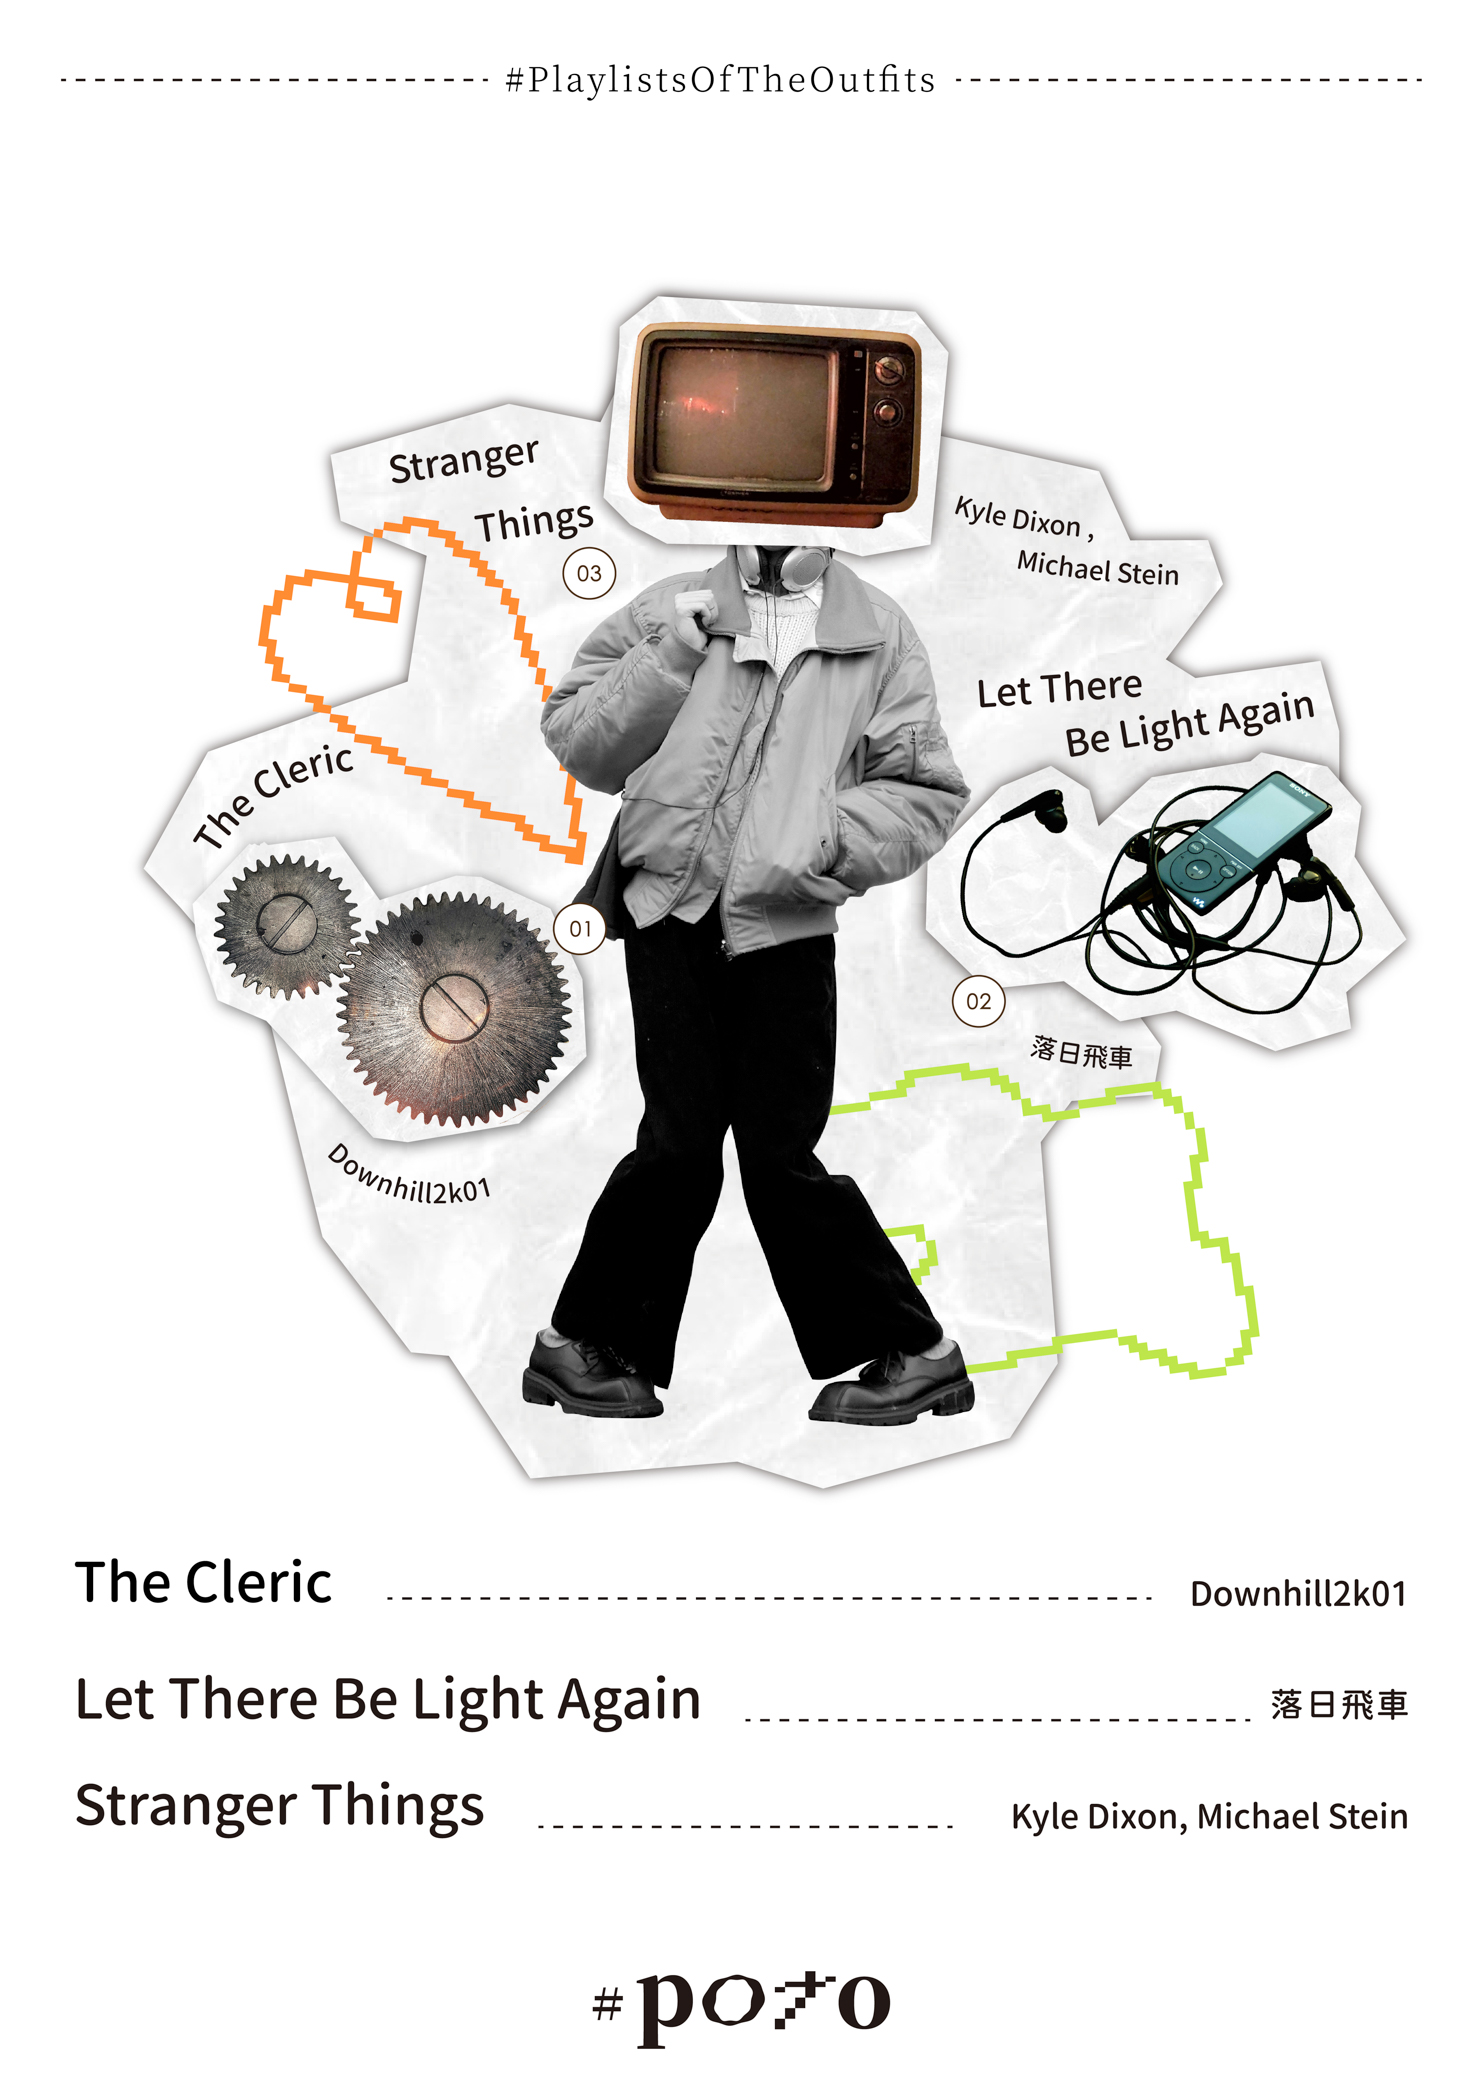 #PlaylistsOfTheOutfits
Stranger
Things
03
Kyle Dixon ,
Michael Stein
Let There
Be Light Again
The Cleric
SONY
01
02
落日飛車
Downhill2k01
The Cleric Downhill2k01
Let There Be Light Again 落日飛車
Stranger Things Kyle Dixon, Michael Stein
#poto